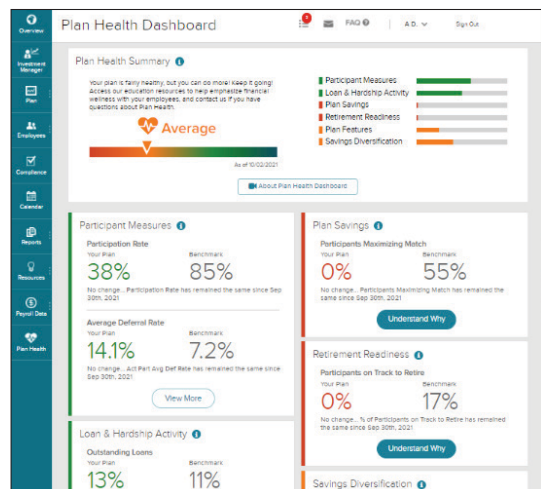 Overview
Investment
Manager
Plan
Employees
Compliance
Calendar
Reports
Resources
Payroll Data
Plan Health
Plan Health Dashboard
FAQ
A D.
Sign Out
Plan Health Summary
Your plan is fairly healthy, but you can do more! Keep it going!
Access our education resources to help emphasize financial
wellness with your employees, and contact us if you have
questions about Plan Health.
Average
As of 10/02/2021
Participant Measures
Loan & Hardship Activity
Plan Savings
Retirement Readiness
Plan Features
Savings Diversification
About Plan Health Dashboard
Participant Measures
Participation Rate
Your Plan Benchmark
38% 85%
No change... Participation Rate has remained the same since Sep
30th, 2021
Average Deferral Rate
Your Plan Benchmark
14.1% 7.2%
No change... Act Part Avg Def Rate has remained the same since
Sep 30th, 2021
View More
Loan & Hardship Activity
Outstanding Loans
Your Plan Benchmark
13% 11%
Plan Savings
Participants Maximizing Match
Your Plan Benchmark
0% 55%
No change... Participants Maximizing Match has remained the
same since Sep 30th, 2021
Understand Why
Retirement Readiness
Participants on Track to Retire
Your Plan Benchmark
0% 17%
No change... % of Participants on Track to Retire has remained
the same since Sep 30th, 2021
Understand Why
Savings Diversification